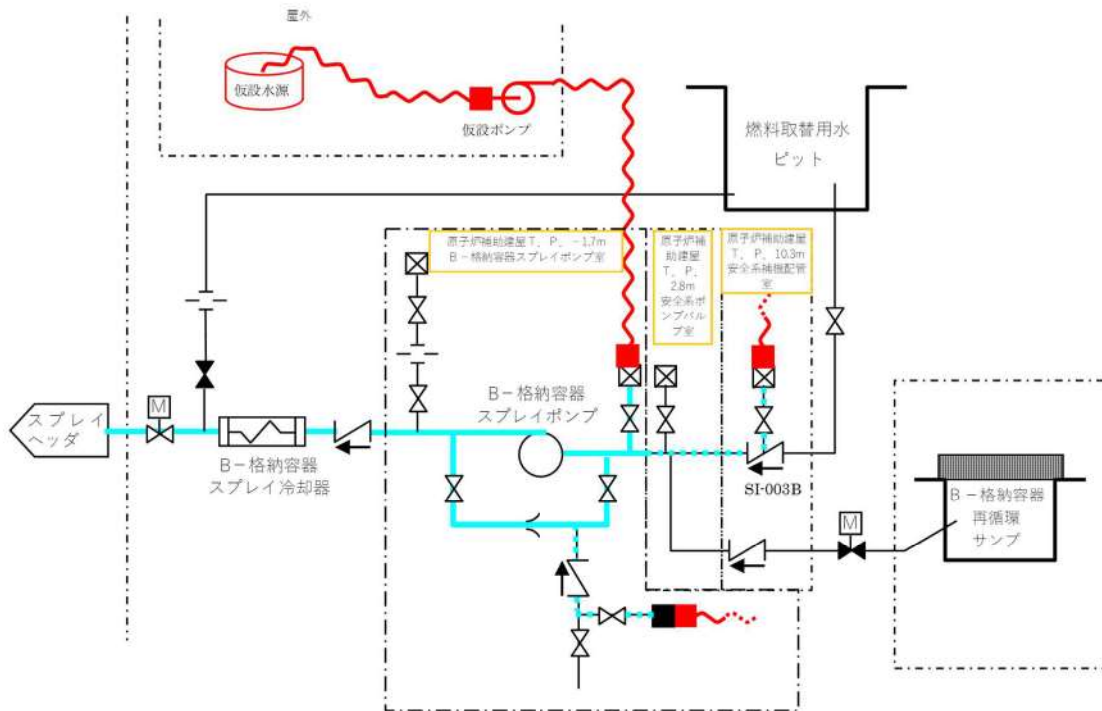 屋外
仮設水源
仮設ポンプ
燃料取替用水
ピット
原子炉補助建屋T．P．－1.7m
B－格納容器スプレイポンプ室
原子炉補
助建屋
T．P．
2.8m
安全系ポ
ンプバル
ブ室
原子炉補助建屋
T．P．10.3m
安全系補機配管
室
B－格納容器
スプレイポンプ
スプレイ
ヘッダ
M
B－格納容器
スプレイ冷却器
SI-003B
M
B－格納容器
再循環
サンプ